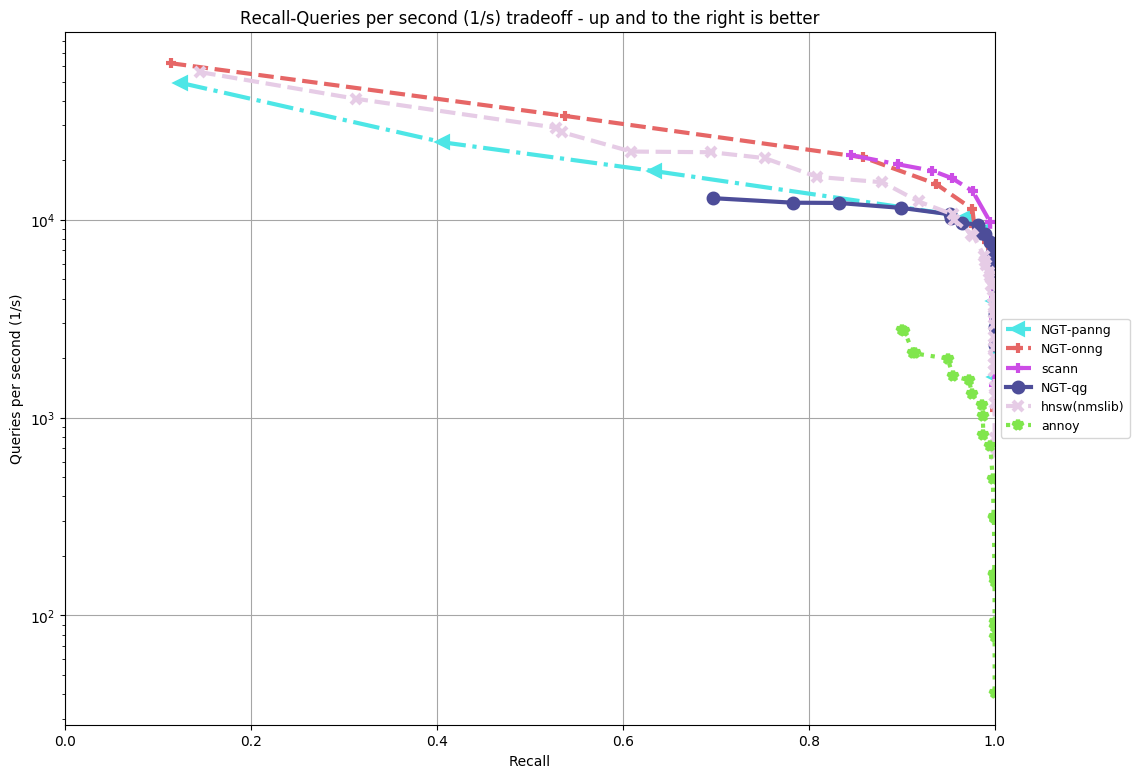 Recall-Queries per second (1/s) tradeoff - up and to the right is better
Queries per second (1/s)
10⁴
10³
10²
0.0 0.2 0.4 0.6 0.8 1.0
Recall
NGT-panng
NGT-onng
scann
NGT-qg
hnsw(nmslib)
annoy